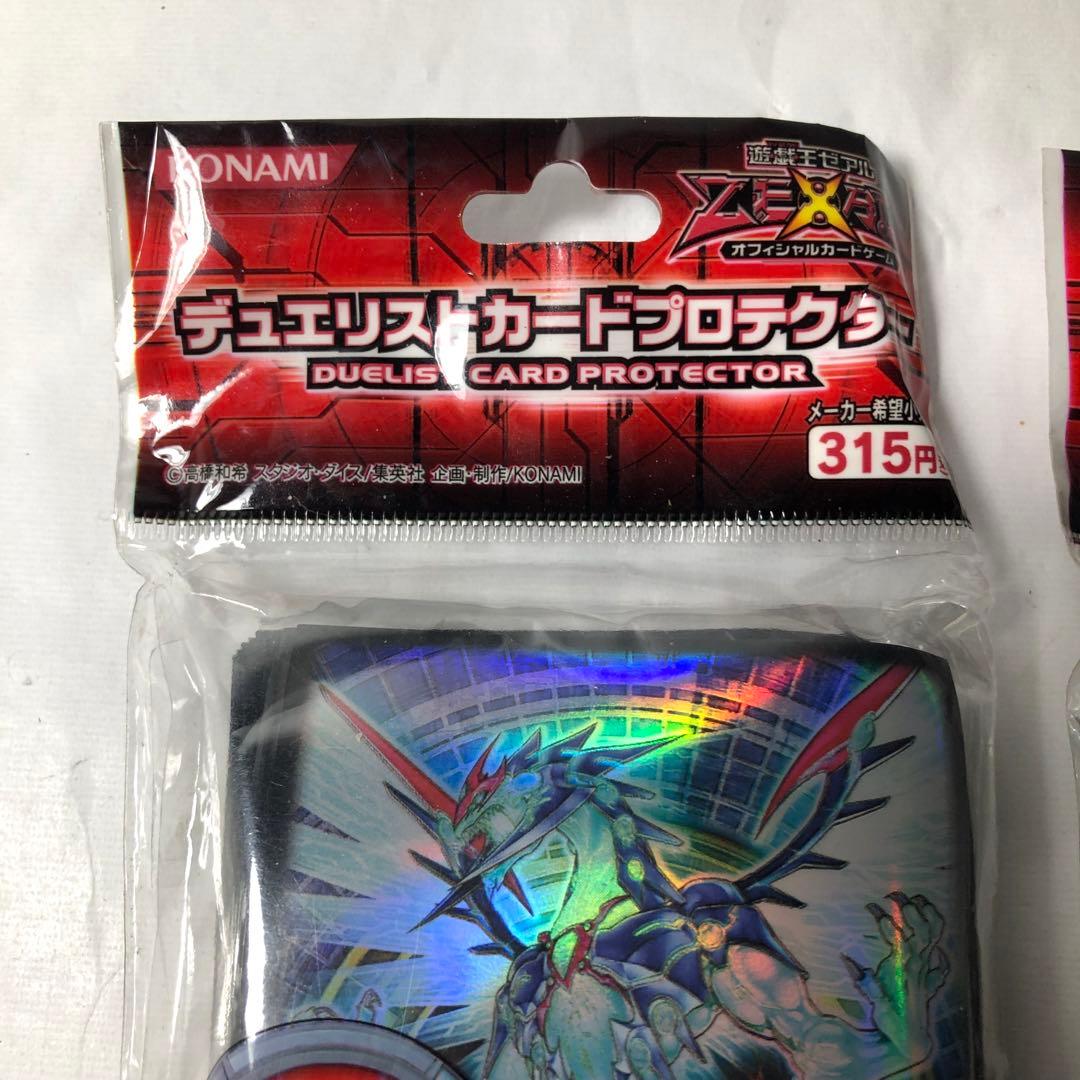 KONAMI
遊戯王ゼアル
ZEXAL
オフィシャルカードゲーム
デュエリストカードプロテクター
DUELIST CARD PROTECTOR
メーカー希望小
315円
©高橋和希 スタジオ・ダイス/集英社 企画・制作/KONAMI